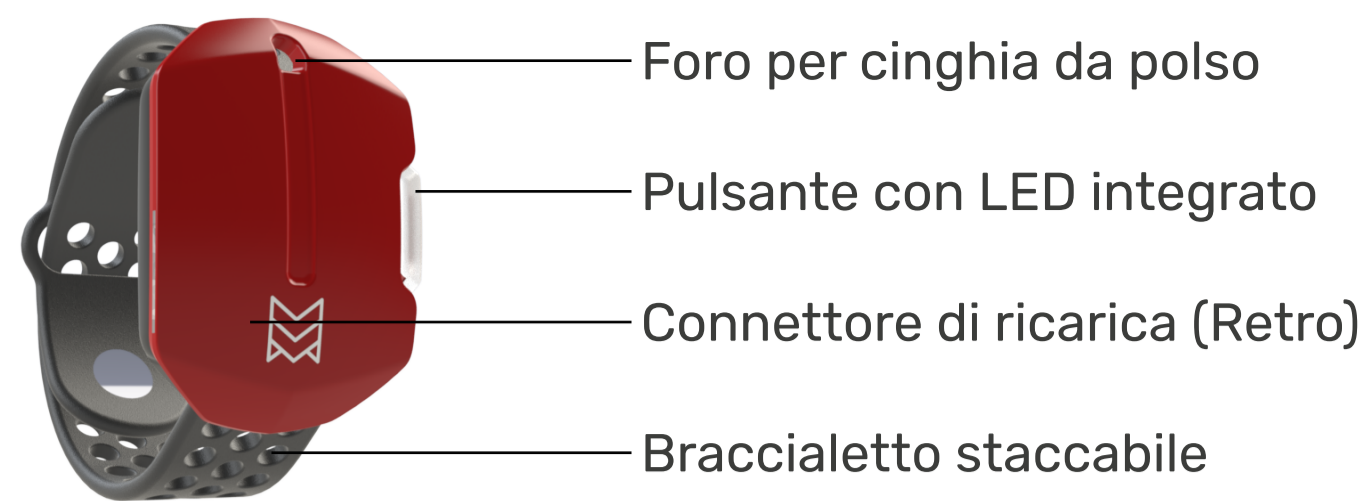 Foro per cinghia da polso
Pulsante con LED integrato
Connettore di ricarica (Retro)
Braccialetto staccabile